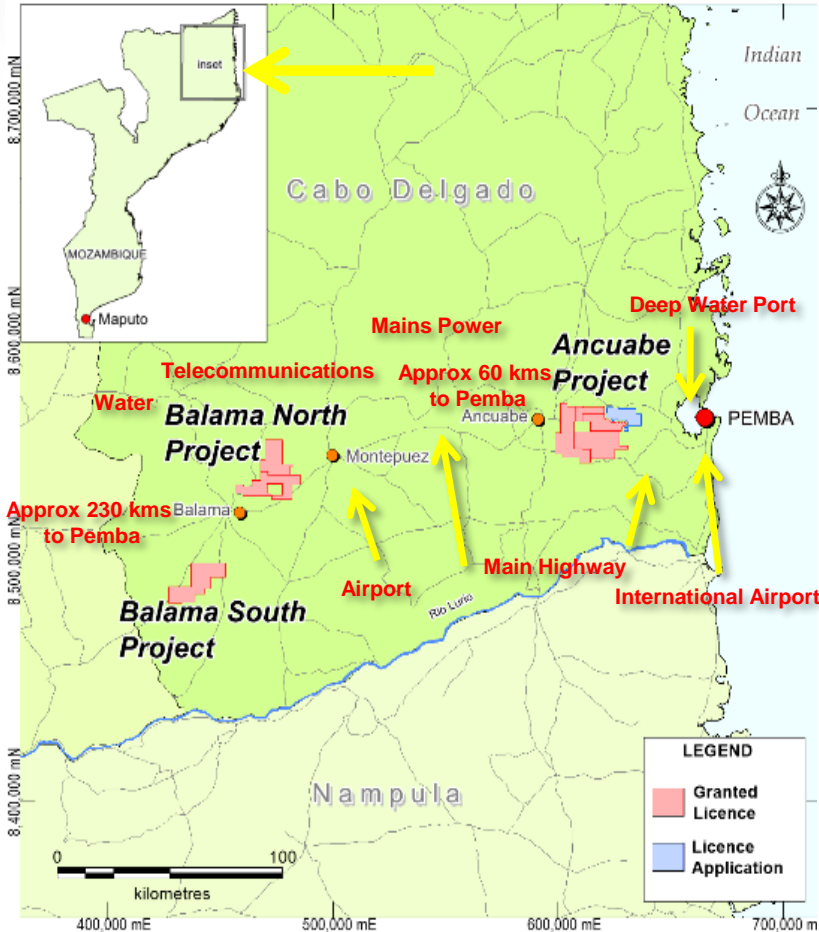 inset
MOZAMBIQUE
Maputo
Indian
Ocean
Cabo Delgado
8,700,000 mN
8,600,000 mN
8,500,000 mN
8,400,000 mN
Deep Water Port
Mains Power
Ancuabe
Project
Telecommunications
Approx 60 kms
to Pemba
Water
Balama North
Project
Ancuabe
PEMBA
Montepuez
Approx 230 kms
to Pemba
Balama
Airport
Main Highway
International Airport
Balama South
Project
Rio Lurio
Nampula
LEGEND
Granted
Licence
Licence
Application
0
100
kilometres
400,000 mE
500,000 mE
600,000 mE
700,000 m